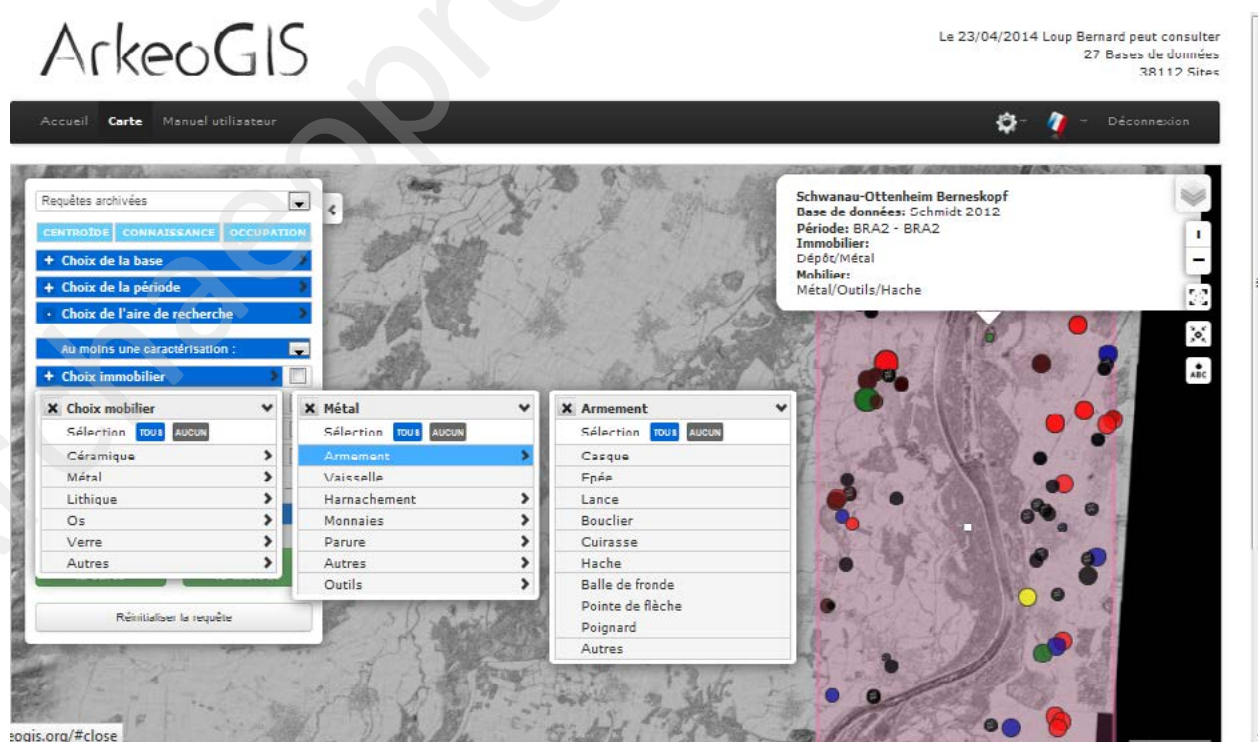 ArkeoGIS
Le 23/04/2014 Loup Bernard peut consulter
27 Bases de données
38112 Sites
Accueil Carte Manuel utilisateur
Déconnexion
Requêtes archivées
CENTROÏDE CONNAISSANCE OCCUPATION
+ Choix de la base
+ Choix de la période
Choix de l'aire de recherche
Au moins une caractérisation :
+ Choix immobilier
X Choix mobilier
Sélection TOUS AUCUN
Céramique
Métal
Lithique
Os
Verre
Autres
Réinitialiser la requête
X Métal
Sélection TOUS AUCUN
Armement
Vaisselle
Harnachement
Monnaies
Parure
Autres
Outils
X Armement
Sélection TOUS AUCUN
Casque
Epée
Lance
Bouclier
Cuirasse
Hache
Balle de fronde
Pointe de flèche
Poignard
Autres
Schwanau-Ottenheim Berneskopf
Base de données: Schmidt 2012
Période: BRA2 - BRA2
Immobilier:
Dépôt/Métal
Mobilier:
Métal/Outils/Hache
ABC
eogis.org/#close